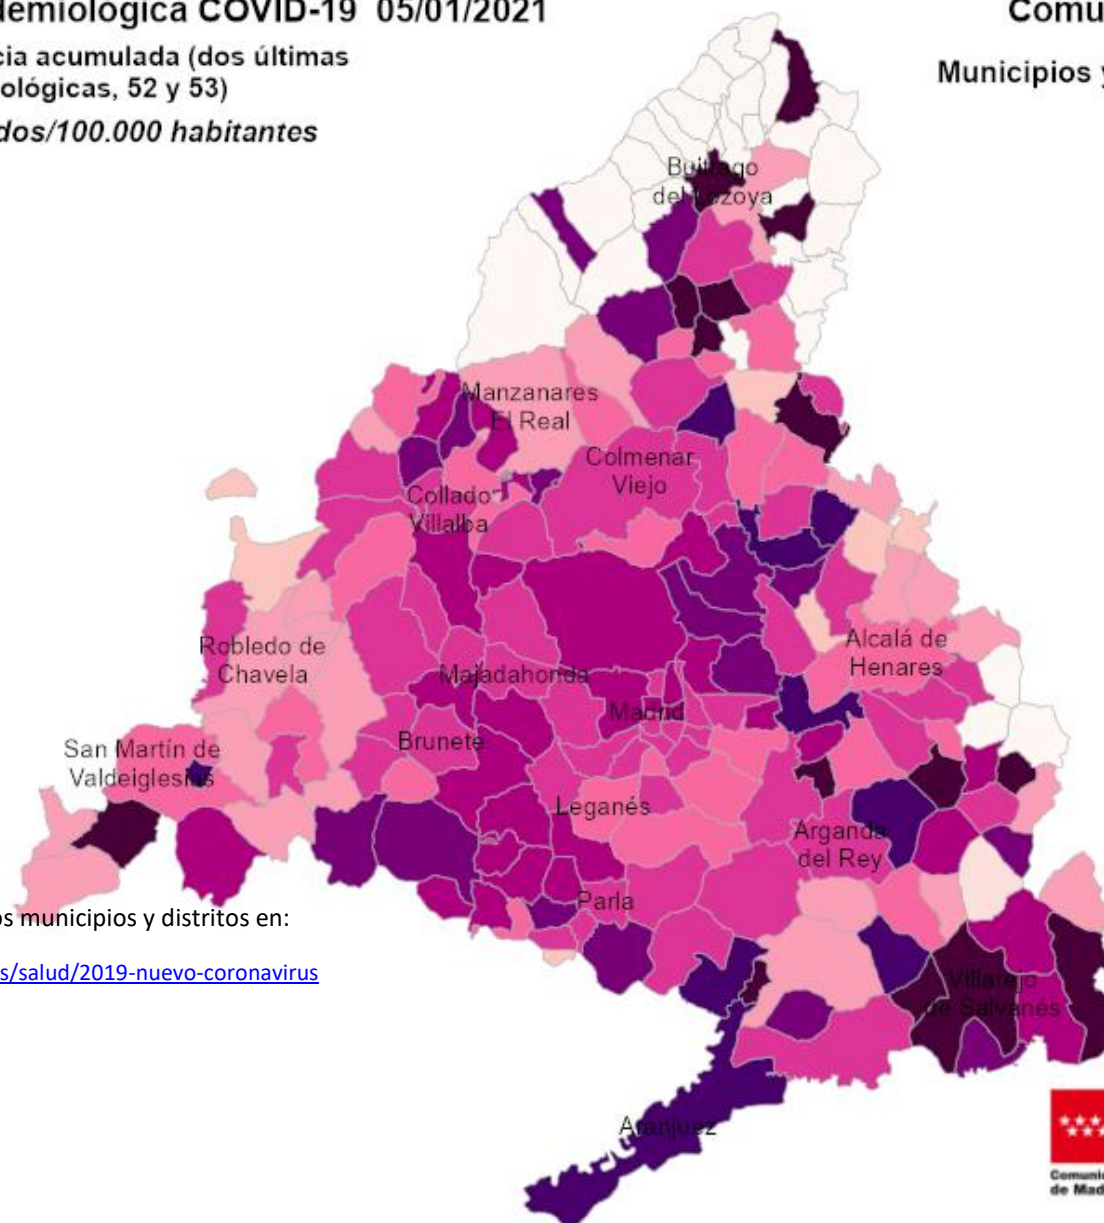 demiológica COVID-19 05/01/2021
cia acumulada (dos últimas
ológicas, 52 y 53)
dos/100.000 habitantes
Comu
Municipios y
Buitrago
del Lozoya
Manzanares
El Real
Colmenar
Viejo
Collado
Villalba
Robledo de
Chavela
Alcalá de
Henares
Majadahonda
Madrid
Brunete
San Martín de
Valdeiglesias
Leganés
Arganda
del Rey
Parla
os municipios y distritos en:
s/salud/2019-nuevo-coronavirus
Villarejo
de Salvanés
Aranjuez
Comunid
de Mad